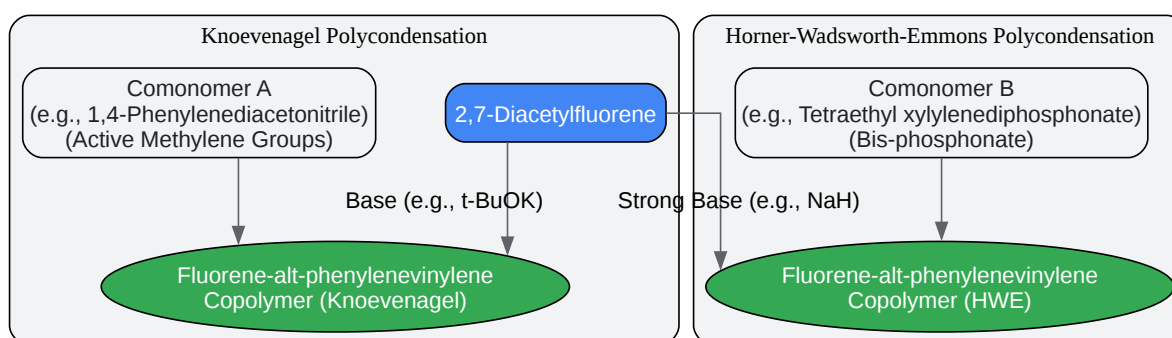 Knoevenagel Polycondensation
Comonomer A
(e.g., 1,4-Phenylenediacetonitrile)
(Active Methylene Groups)
2,7-Diacetylfluorene
Base (e.g., t-BuOK)
Fluorene-alt-phenylenevinylene
Copolymer (Knoevenagel)
Horner-Wadsworth-Emmons Polycondensation
Comonomer B
(e.g., Tetraethyl xylylenediphosphonate)
(Bis-phosphonate)
Strong Base (e.g., NaH)
Fluorene-alt-phenylenevinylene
Copolymer (HWE)